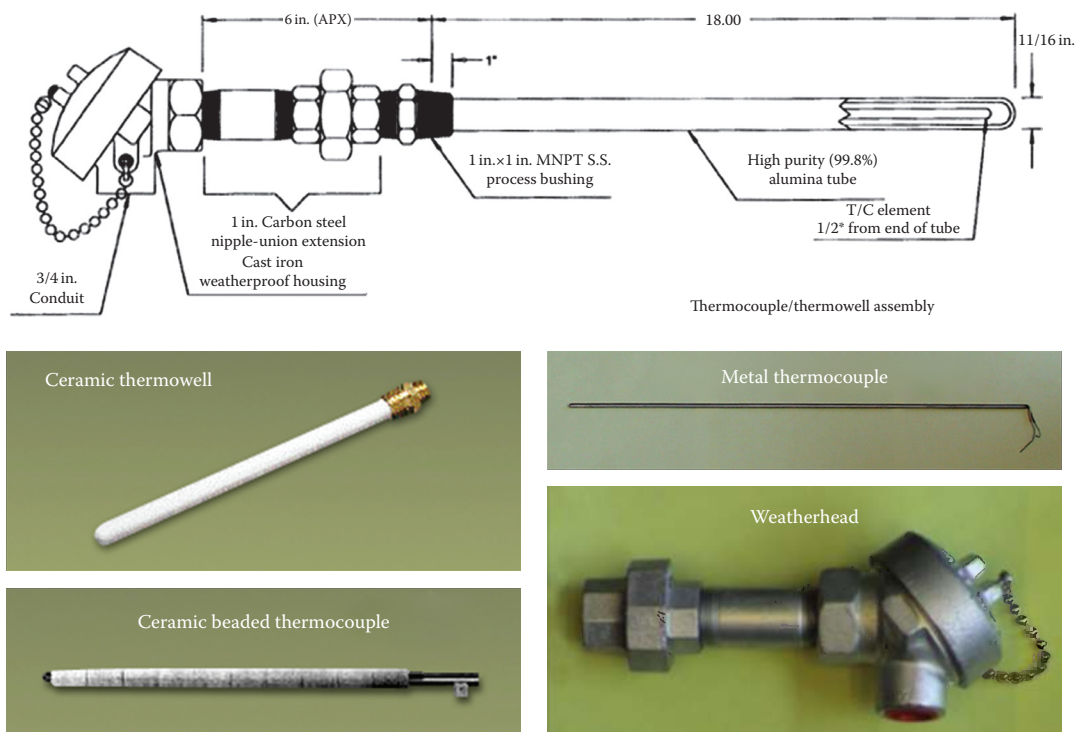 6 in. (APX)
18.00
11/16 in.
1"
1 in.×1 in. MNPT S.S.
process bushing
High purity (99.8%)
alumina tube
T/C element
1/2* from end of tube
1 in. Carbon steel
nipple-union extension
Cast iron
weatherproof housing
3/4 in.
Conduit
Thermocouple/thermowell assembly
Ceramic thermowell
Metal thermocouple
Weatherhead
Ceramic beaded thermocouple